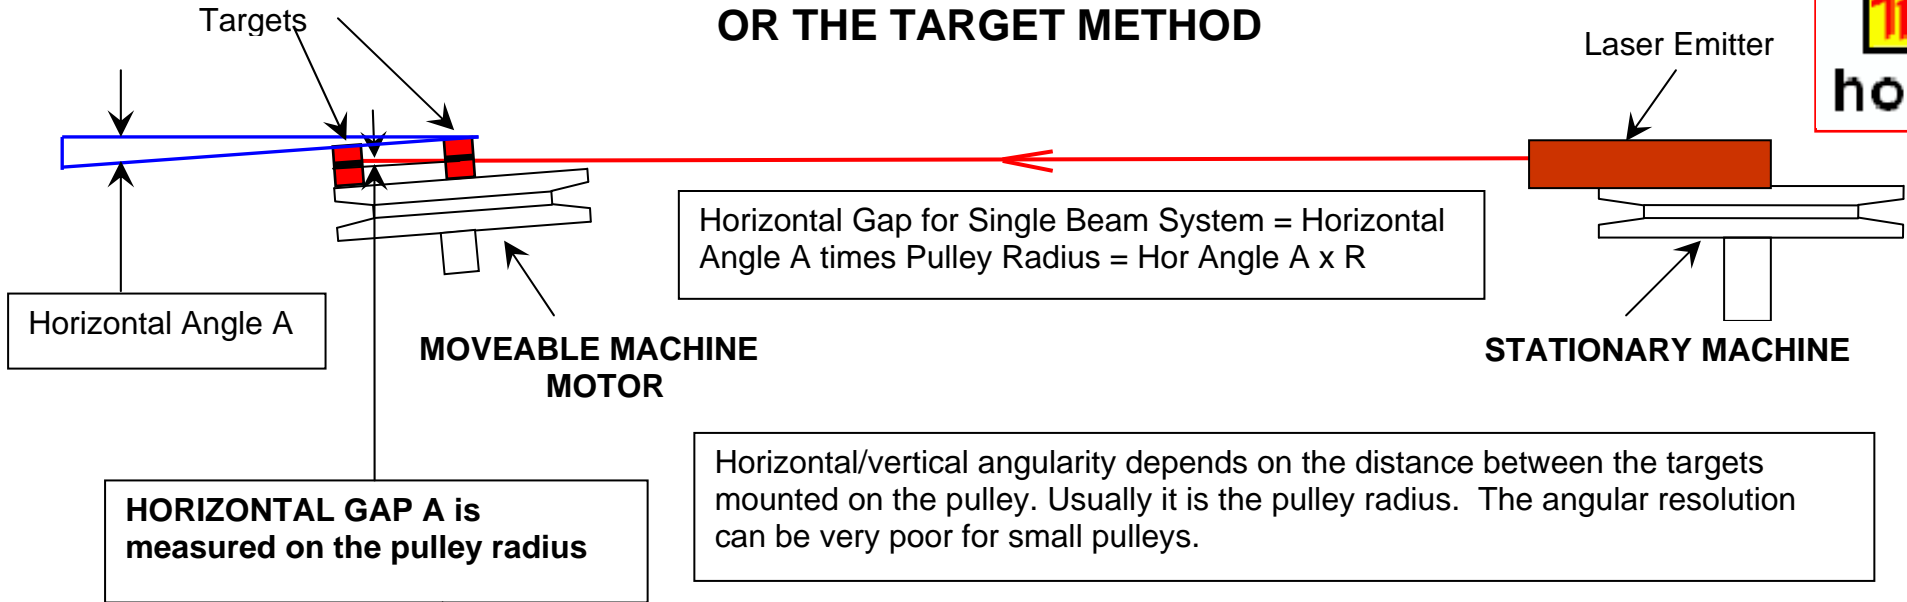 OR THE TARGET METHOD
Targets
Laser Emitter
ho
Horizontal Gap for Single Beam System = Horizontal
Angle A times Pulley Radius = Hor Angle A x R
Horizontal Angle A
MOVEABLE MACHINE
MOTOR
STATIONARY MACHINE
HORIZONTAL GAP A is
measured on the pulley radius
Horizontal/vertical angularity depends on the distance between the targets
mounted on the pulley. Usually it is the pulley radius.  The angular resolution
can be very poor for small pulleys.